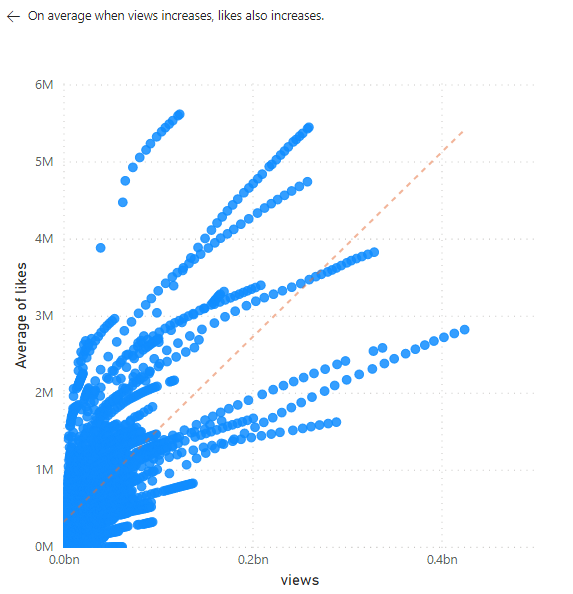 ← On average when views increases, likes also increases.
6M
5M
4M
3M
2M
1M
0M
Average of likes
0.0bn 0.2bn 0.4bn
views